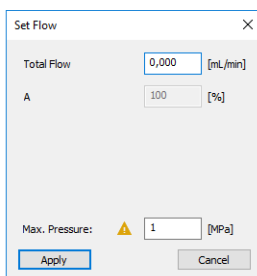 Set Flow
Total Flow 0,000 [mL/min]
A 100 [%]
Max. Pressure: 1 [MPa]
Apply Cancel